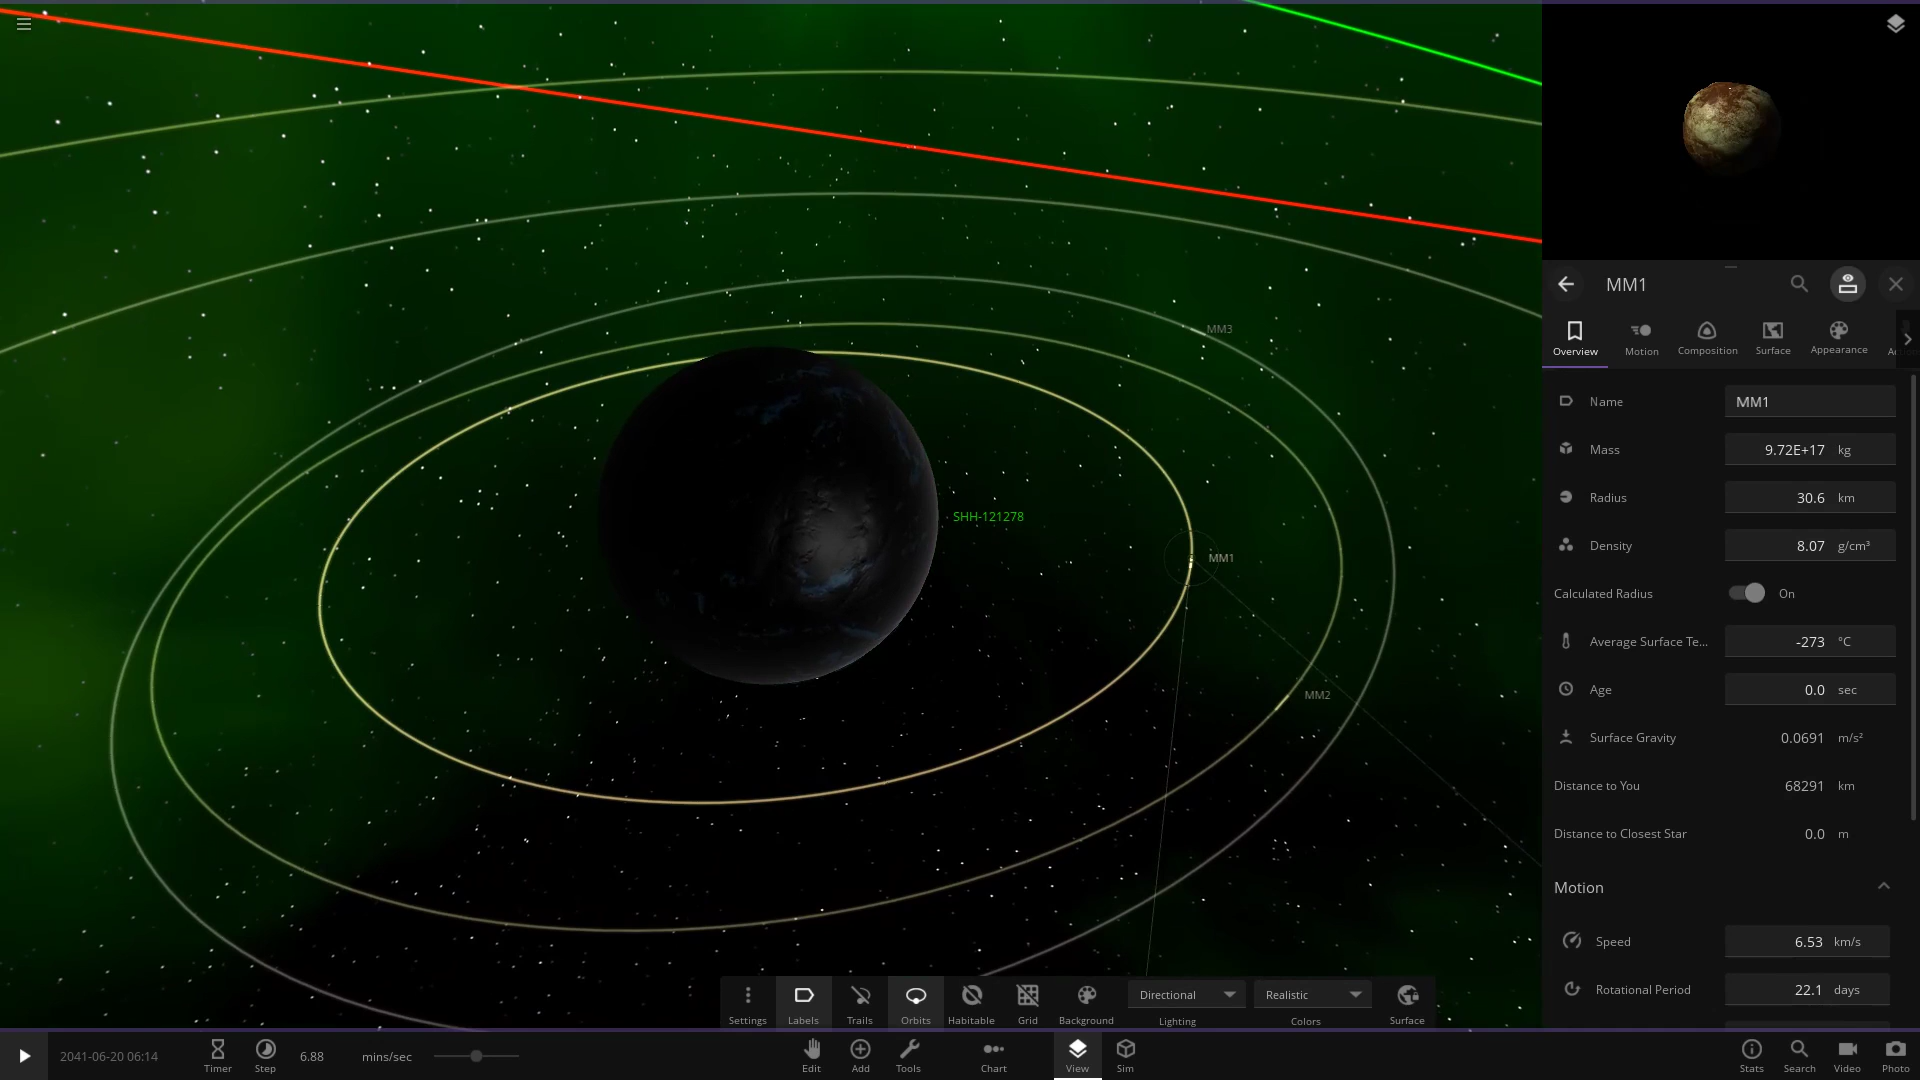 MM3
SHH-121278
MM1
MM2
MM1
Overview
Motion
Composition
Surface
Appearance
Name MM1
Mass 9.72E+17 kg
Radius 30.6 km
Density 8.07 g/cm³
Calculated Radius On
Average Surface Te... -273 °C
Age 0.0 sec
Surface Gravity 0.0691 m/s²
Distance to You 68291 km
Distance to Closest Star 0.0 m
Motion
Speed 6.53 km/s
Rotational Period 22.1 days
Settings
Labels
Trails
Orbits
Habitable
Grid
Background
Directional
Lighting
Realistic
Colors
Surface
2041-06-20 06:14
Timer
Step
6.88 mins/sec
Edit
Add
Tools
Chart
View
Sim
Stats
Search
Video
Photo